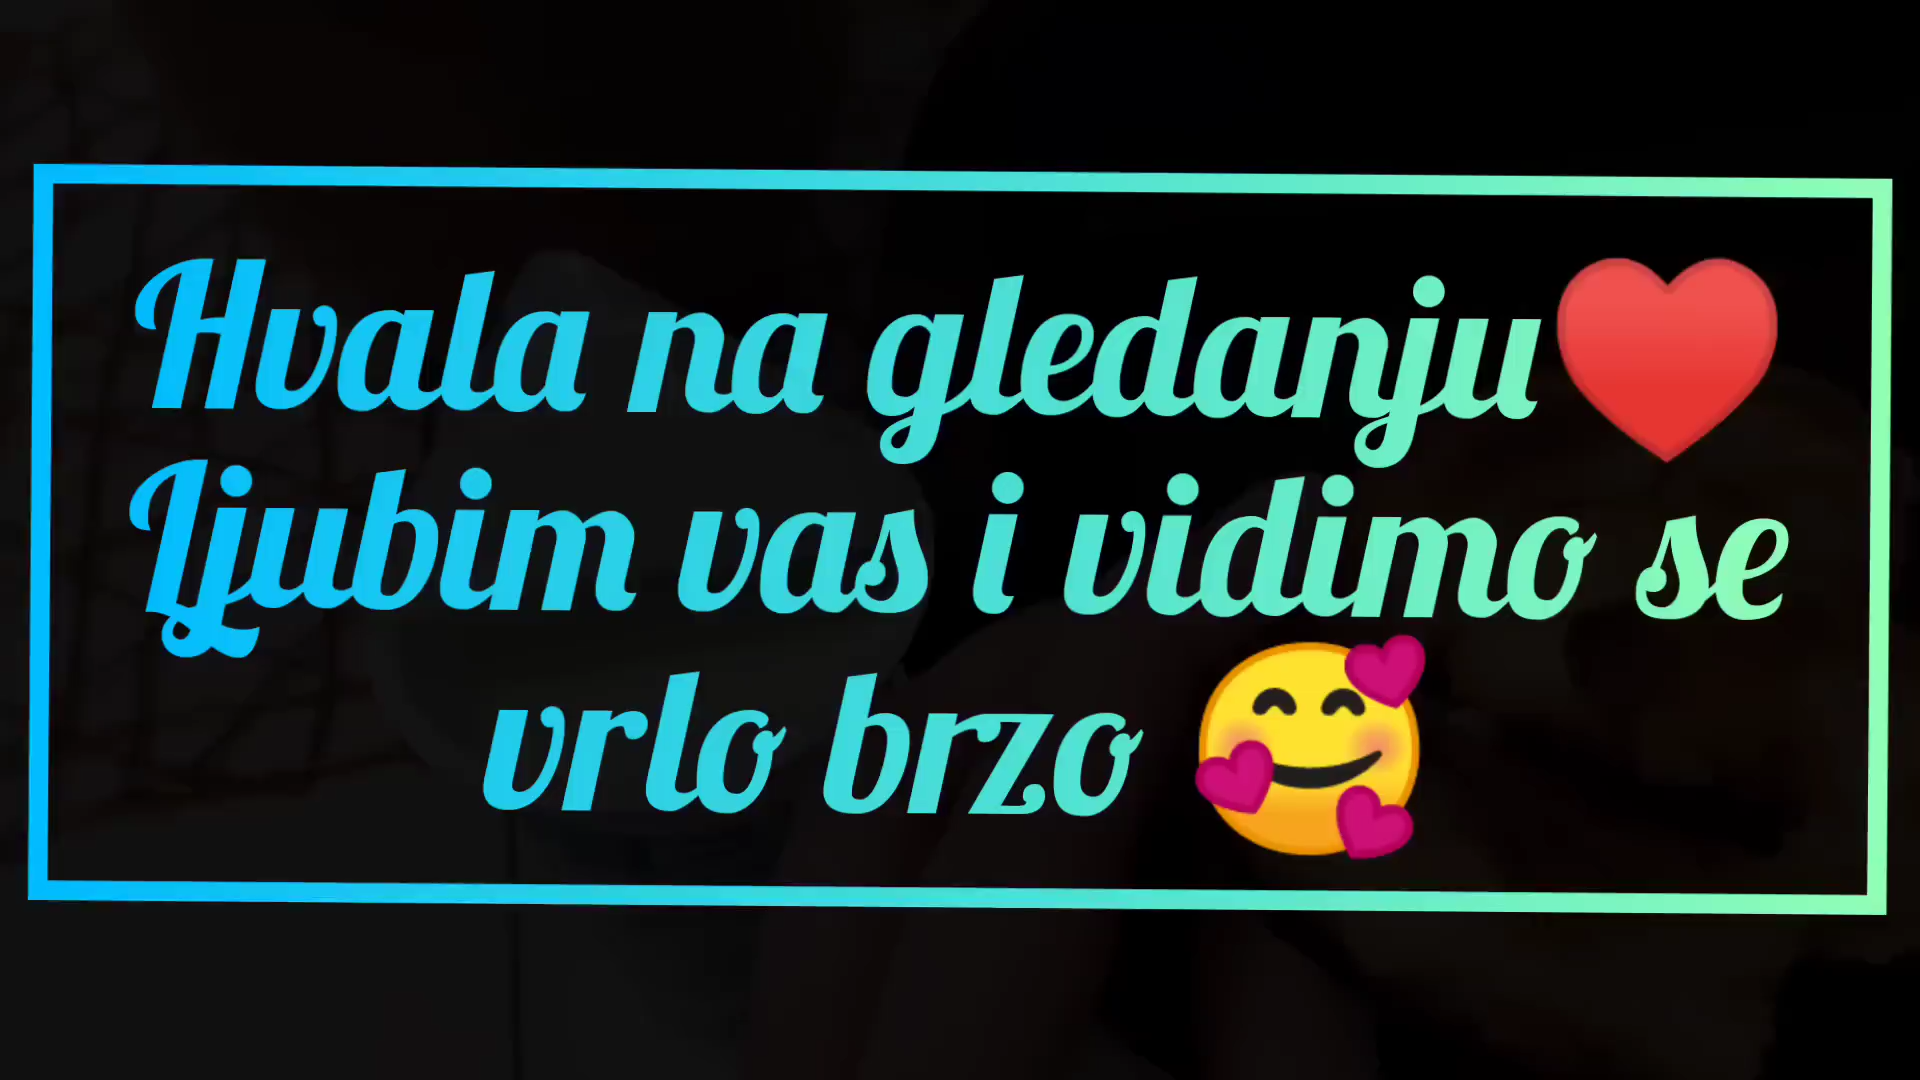 Hvala na gledanju❤️
Ljubim vas i vidimo se
vrlo brzo 🥰